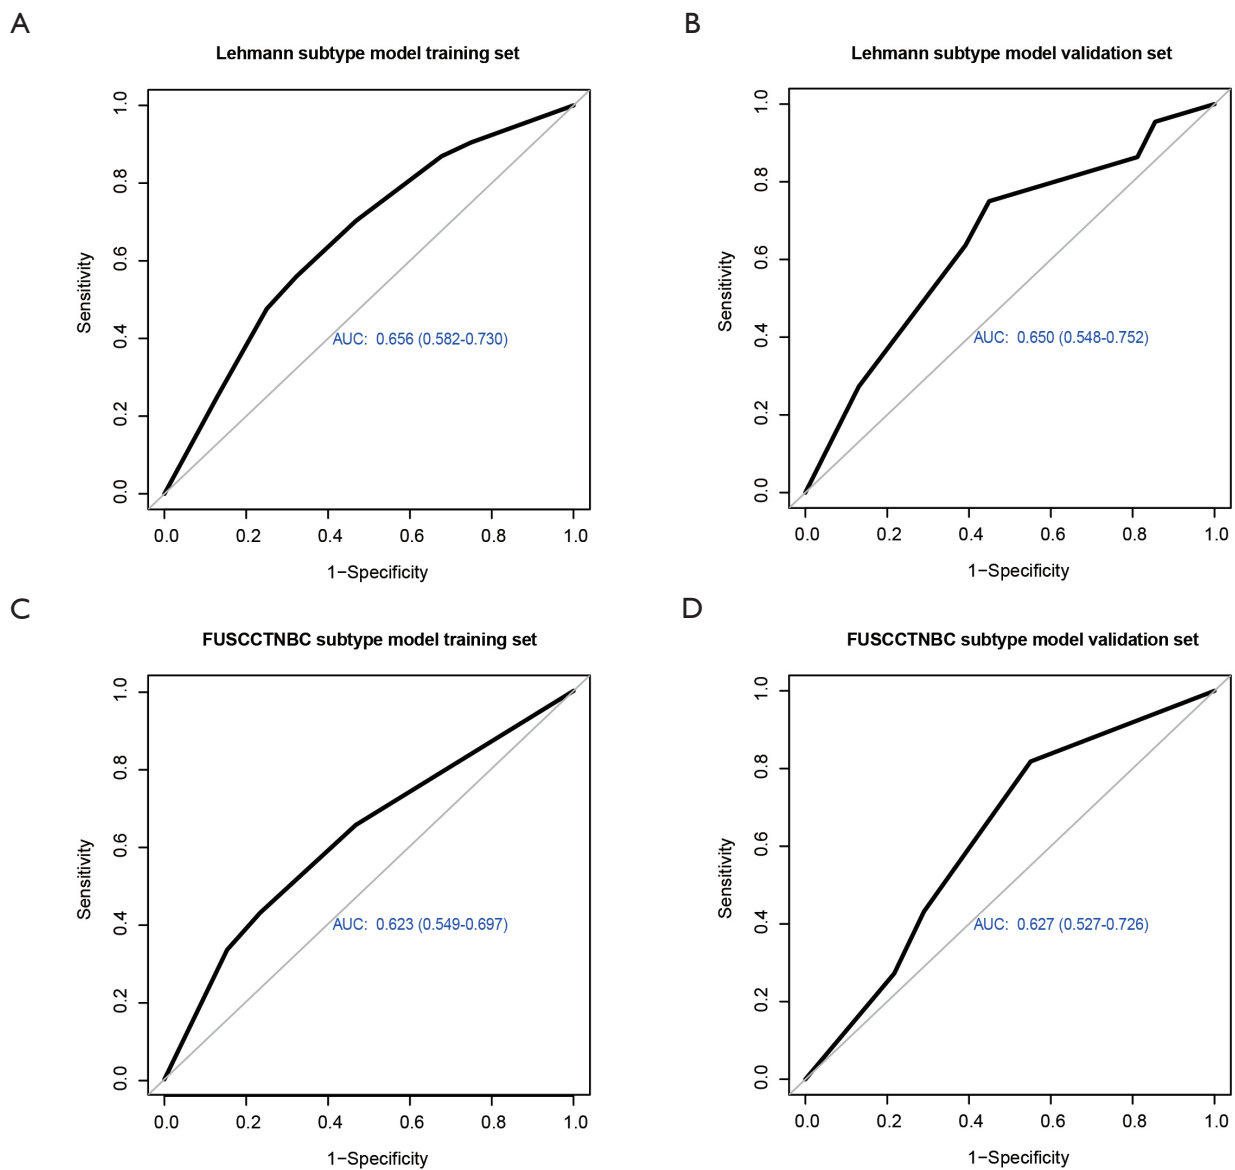 A
Lehmann subtype model training set
1.0
0.8
0.6
0.4
0.2
0.0
Sensitivity
AUC: 0.656 (0.582-0.730)
0.0 0.2 0.4 0.6 0.8 1.0
1−Specificity
B
Lehmann subtype model validation set
1.0
0.8
0.6
0.4
0.2
0.0
Sensitivity
AUC: 0.650 (0.548-0.752)
0.0 0.2 0.4 0.6 0.8 1.0
1−Specificity
C
FUSCCTNBC subtype model training set
1.0
0.8
0.6
0.4
0.2
0.0
Sensitivity
AUC: 0.623 (0.549-0.697)
0.0 0.2 0.4 0.6 0.8 1.0
1−Specificity
D
FUSCCTNBC subtype model validation set
1.0
0.8
0.6
0.4
0.2
0.0
Sensitivity
AUC: 0.627 (0.527-0.726)
0.0 0.2 0.4 0.6 0.8 1.0
1−Specificity